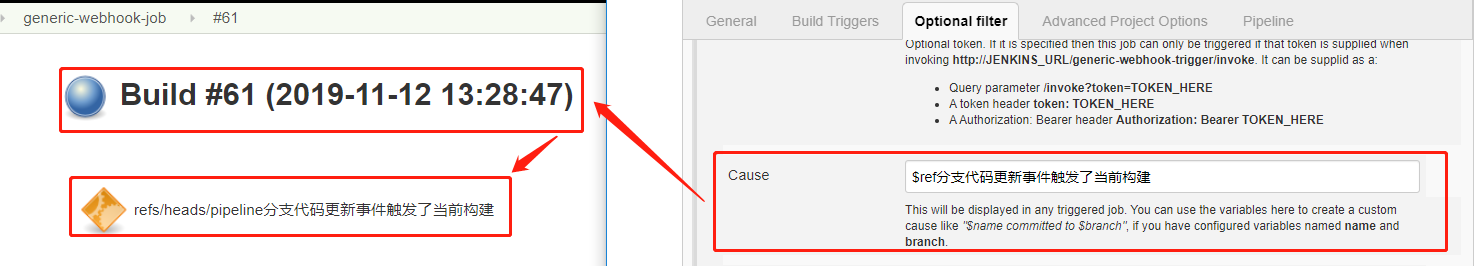 generic-webhook-job
#61
Build #61 (2019-11-12 13:28:47)
refs/heads/pipeline分支代码更新事件触发了当前构建
General
Build Triggers
Optional filter
Advanced Project Options
Pipeline
Optional token. If it is specified then this job can only be triggered if that token is supplied when
invoking http://JENKINS_URL/generic-webhook-trigger/invoke. It can be supplid as a:
Query parameter /invoke?token=TOKEN_HERE
A token header token: TOKEN_HERE
A Authorization: Bearer header Authorization: Bearer TOKEN_HERE
Cause
$ref分支代码更新事件触发了当前构建
This will be displayed in any triggered job. You can use the variables here to create a custom
cause like "$name committed to $branch", if you have configured variables named name and
branch.